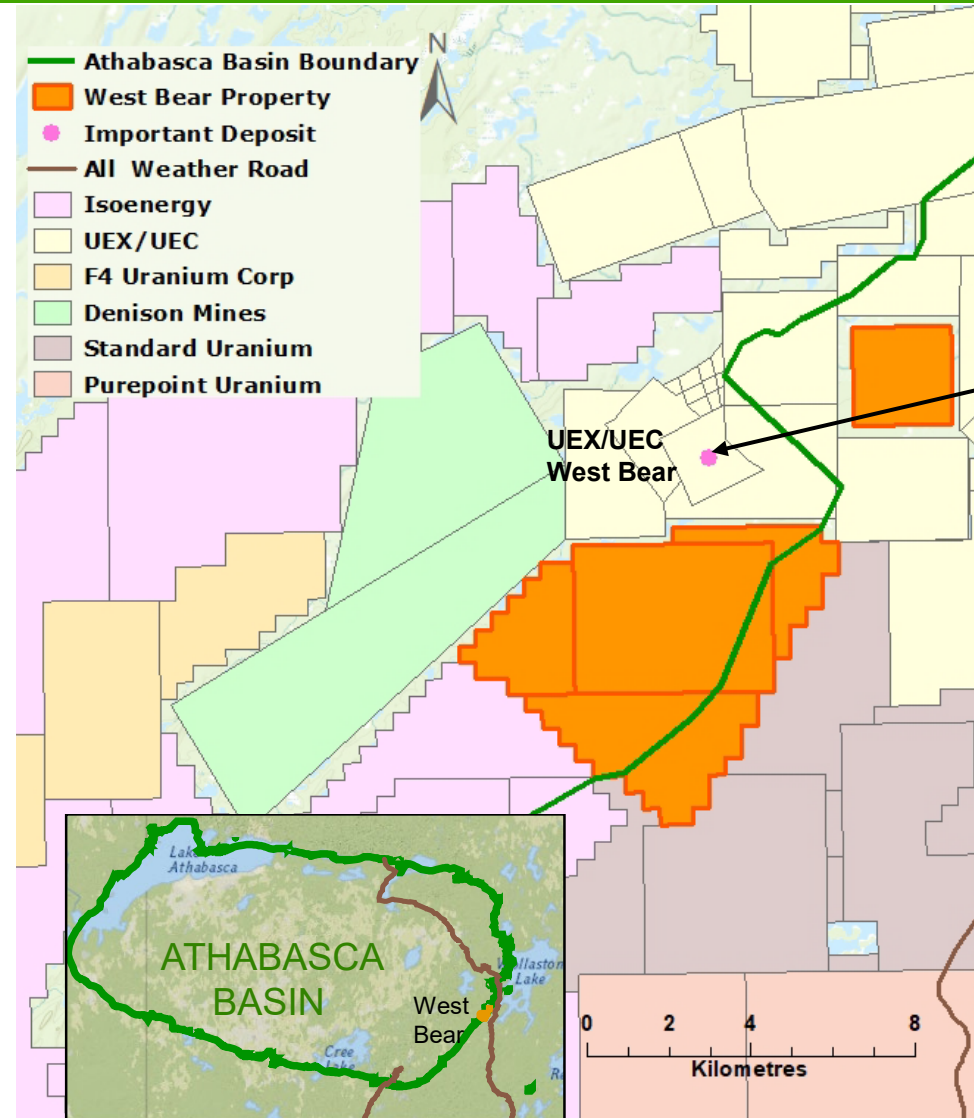 N
Athabasca Basin Boundary
West Bear Property
Important Deposit
All Weather Road
Isoenergy
UEX/UEC
F4 Uranium Corp
Denison Mines
Standard Uranium
Purepoint Uranium
UEX/UEC
West Bear
Lake
Athabasca
ATHABASCA
BASIN
West
Bear
Wollaston
Lake
Cree
Lake
0 2 4 8
Kilometres